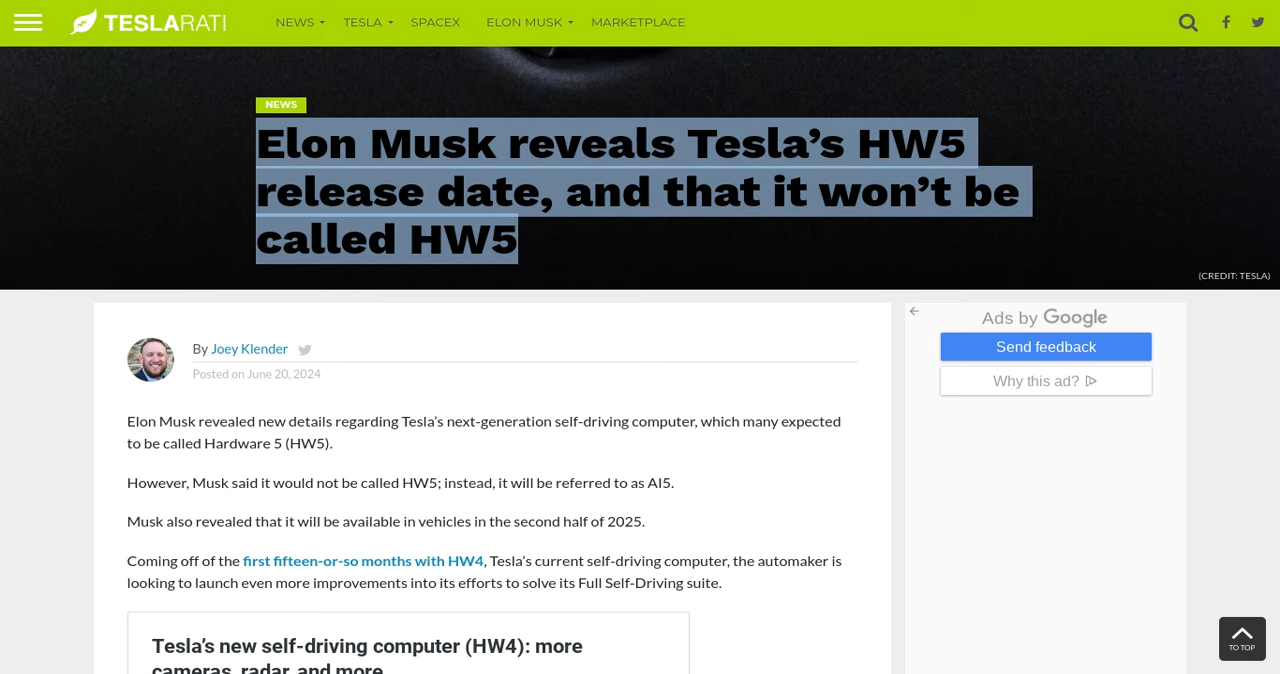 TESLARATI
NEWS TESLA SPACEX ELON MUSK MARKETPLACE
NEWS
Elon Musk reveals Tesla’s HW5
release date, and that it won’t be
called HW5
(CREDIT: TESLA)
By Joey Klender
Posted on June 20, 2024
Elon Musk revealed new details regarding Tesla’s next-generation self-driving computer, which many expected
to be called Hardware 5 (HW5).
However, Musk said it would not be called HW5; instead, it will be referred to as AI5.
Musk also revealed that it will be available in vehicles in the second half of 2025.
Coming off of the first fifteen-or-so months with HW4, Tesla’s current self-driving computer, the automaker is
looking to launch even more improvements into its efforts to solve its Full Self-Driving suite.
Tesla’s new self-driving computer (HW4): more
cameras, radar, and more
Ads by Google
Send feedback
Why this ad?
TO TOP